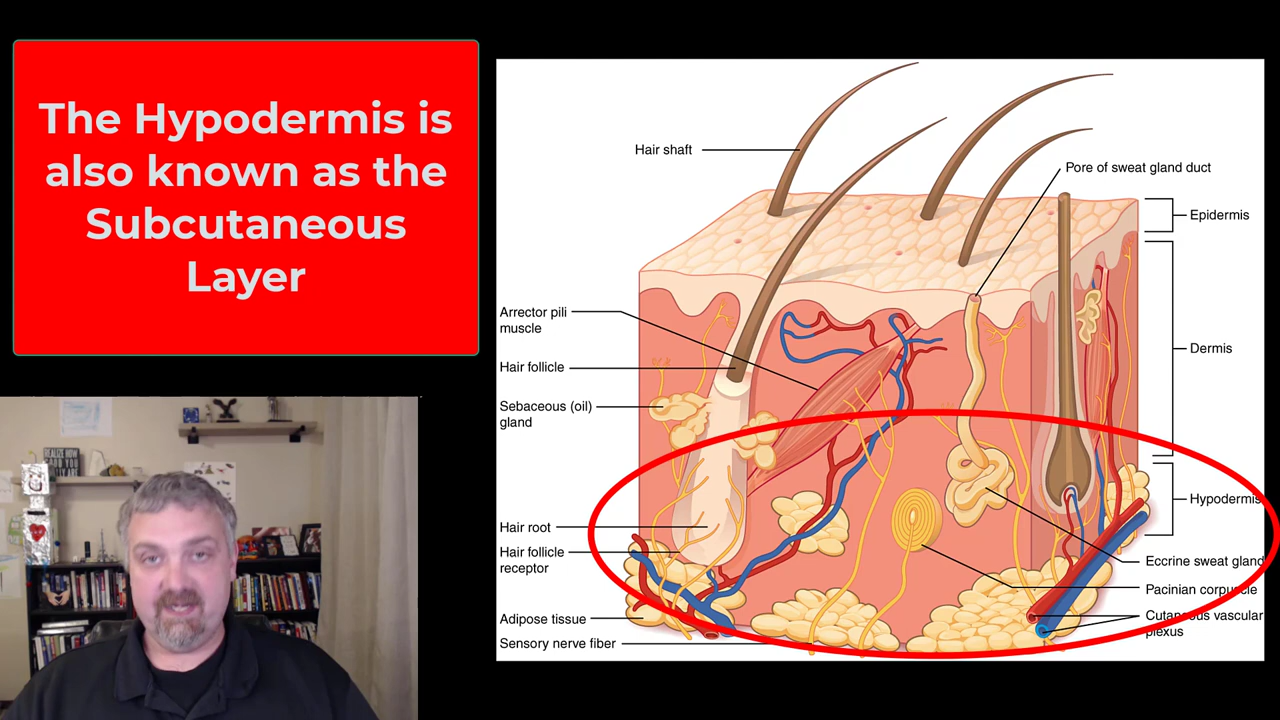 The Hypodermis is
also known as the
Subcutaneous
Layer
Hair shaft
Pore of sweat gland duct
Epidermis
Arrector pili
muscle
Dermis
Hair follicle
Sebaceous (oil)
gland
Hypodermis
Hair root
Hair follicle
receptor
Eccrine sweat gland
Pacinian corpuscle
Adipose tissue
Cutaneous vascular
plexus
Sensory nerve fiber